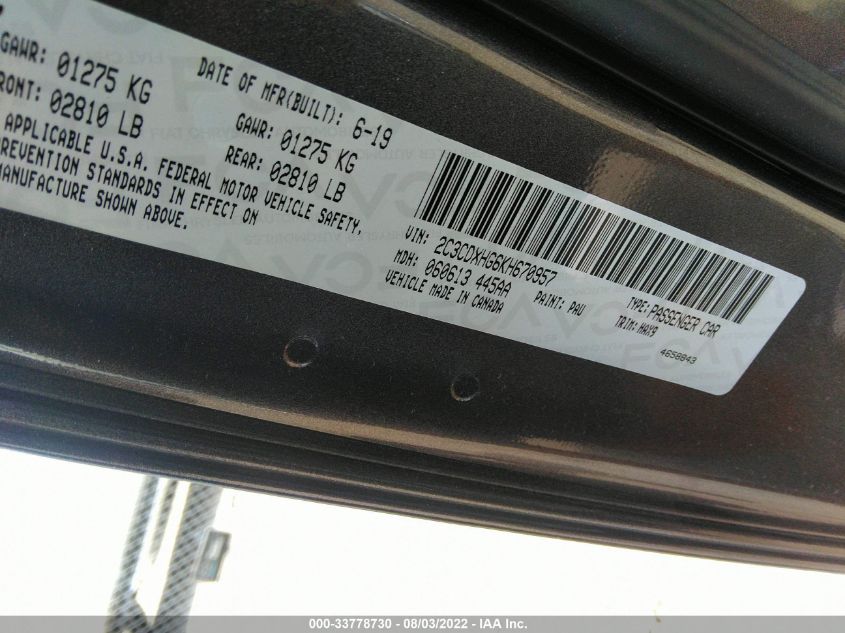 GAWR: 01275 KG
FRONT: 02810 LB
DATE OF MFR(BUILT): 6-19
GAWR: 01275 KG
REAR: 02810 LB
APPLICABLE U.S.A. FEDERAL MOTOR VEHICLE SAFETY,
PREVENTION STANDARDS IN EFFECT ON
MANUFACTURE SHOWN ABOVE.
VIN: 2C3CDXHG6KH670957
MDH: 060613 445AA
VEHICLE MADE IN CANADA
PAINT: PAU
TYPE: PASSENGER CAR
TRIM: HAX9
4658843
000-33778730 - 08/03/2022 - IAA Inc.